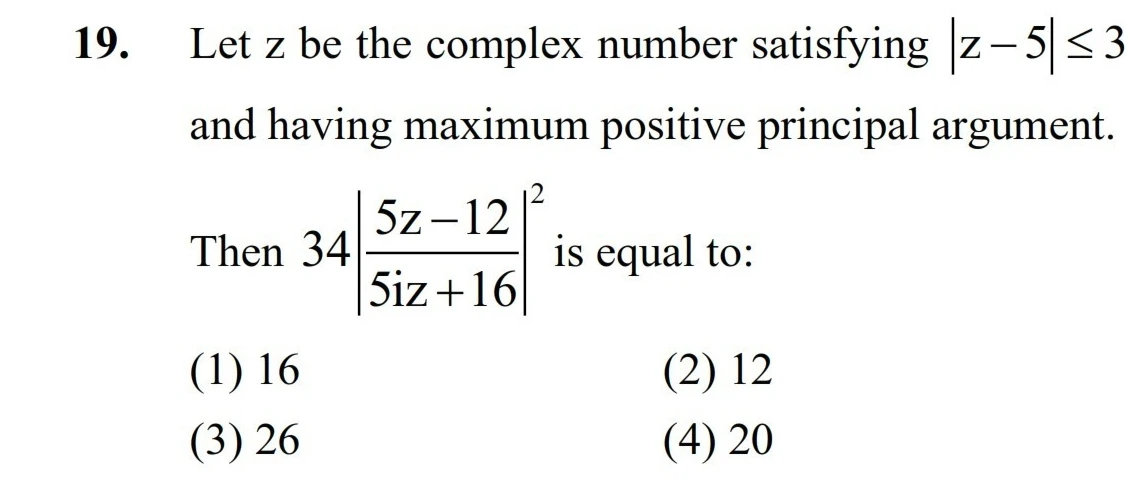 19. Let z be the complex number satisfying |z – 5| ≤ 3
and having maximum positive principal argument.
Then 34 |(5z – 12)/(5iz + 16)|² is equal to:
(1) 16 (2) 12
(3) 26 (4) 20